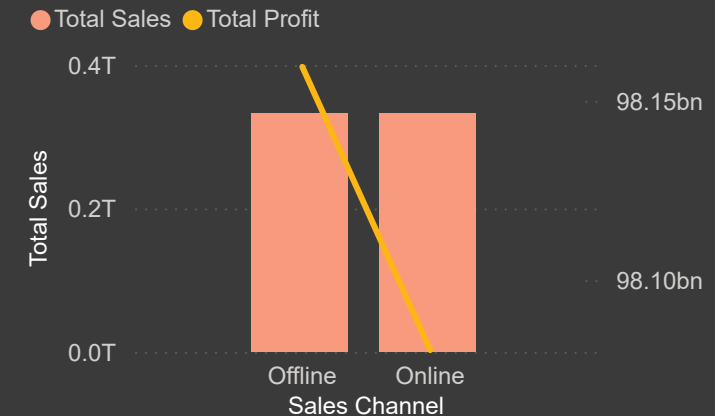 Total Sales Total Profit
0.4T
98.15bn
Total Sales
0.2T
98.10bn
0.0T
Offline Online
Sales Channel